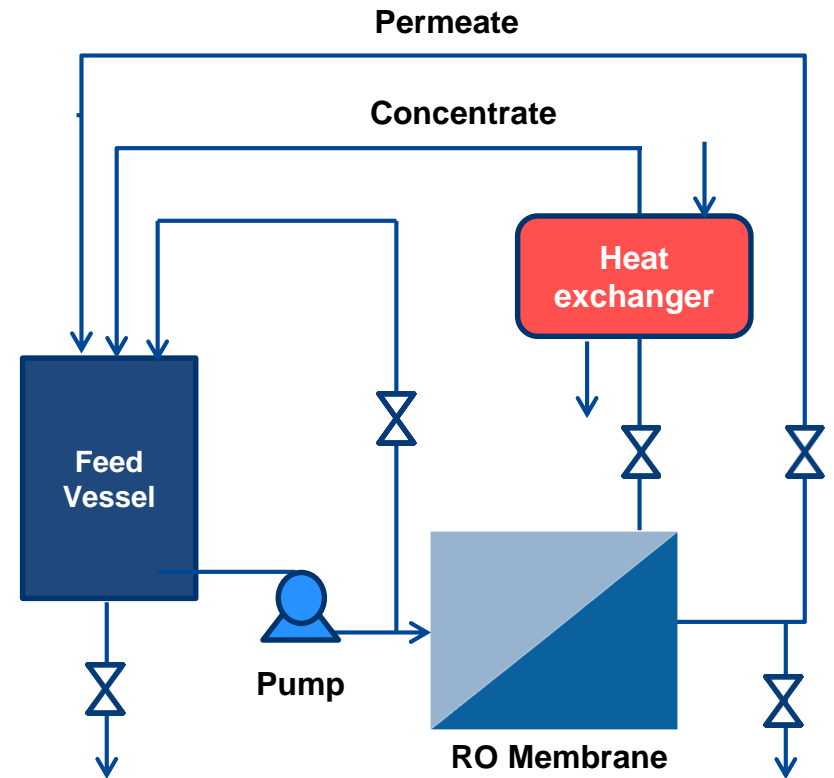 Permeate
Concentrate
Heat
exchanger
Feed
Vessel
Pump
RO Membrane